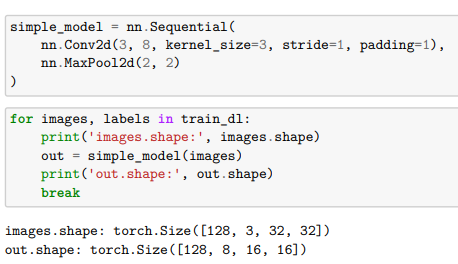 simple_model = nn.Sequential(
    nn.Conv2d(3, 8, kernel_size=3, stride=1, padding=1),
    nn.MaxPool2d(2, 2)
)
for images, labels in train_dl:
    print('images.shape:', images.shape)
    out = simple_model(images)
    print('out.shape:', out.shape)
    break
images.shape: torch.Size([128, 3, 32, 32])
out.shape: torch.Size([128, 8, 16, 16])